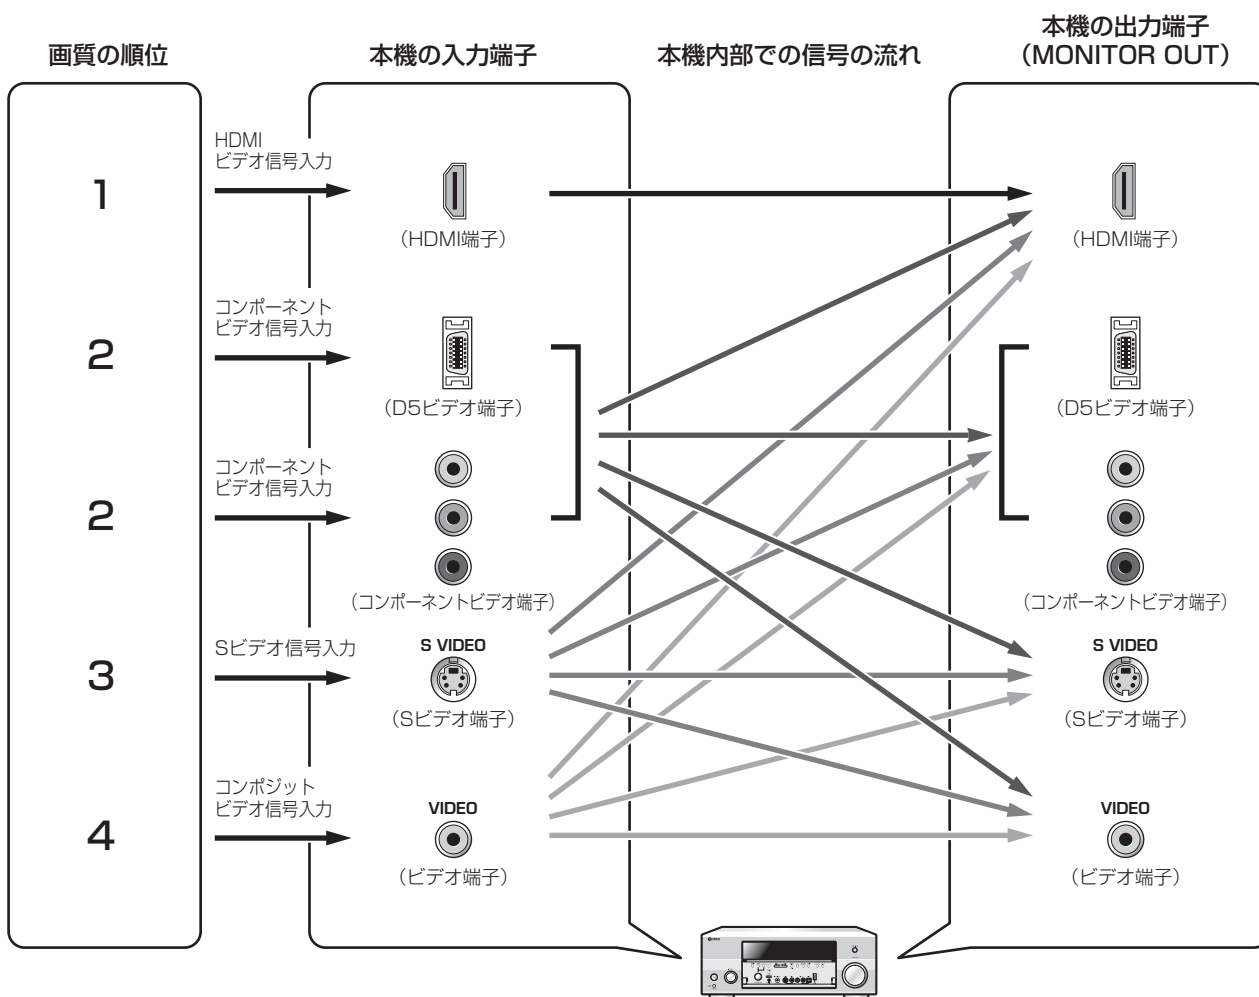 画質の順位
本機の入力端子
本機内部での信号の流れ
本機の出力端子
（MONITOR OUT）
1
HDMI
ビデオ信号入力
（HDMI端子）
（HDMI端子）
2
コンポーネント
ビデオ信号入力
（D5ビデオ端子）
（D5ビデオ端子）
2
コンポーネント
ビデオ信号入力
（コンポーネントビデオ端子）
（コンポーネントビデオ端子）
3
Sビデオ信号入力
S VIDEO
（Sビデオ端子）
S VIDEO
（Sビデオ端子）
4
コンポジット
ビデオ信号入力
VIDEO
（ビデオ端子）
VIDEO
（ビデオ端子）